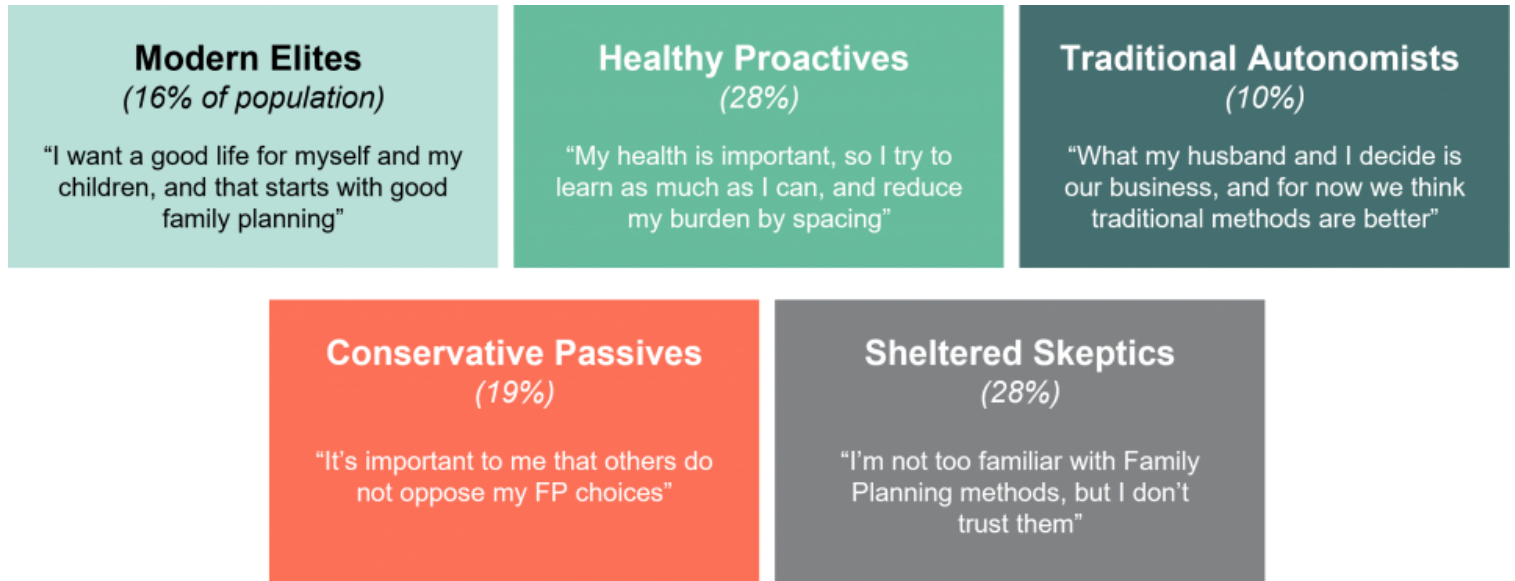 Modern Elites
(16% of population)
“I want a good life for myself and my
children, and that starts with good
family planning”
Healthy Proactives
(28%)
“My health is important, so I try to
learn as much as I can, and reduce
my burden by spacing”
Traditional Autonomists
(10%)
“What my husband and I decide is
our business, and for now we think
traditional methods are better”
Conservative Passives
(19%)
“It’s important to me that others do
not oppose my FP choices”
Sheltered Skeptics
(28%)
“I’m not too familiar with Family
Planning methods, but I don’t
trust them”